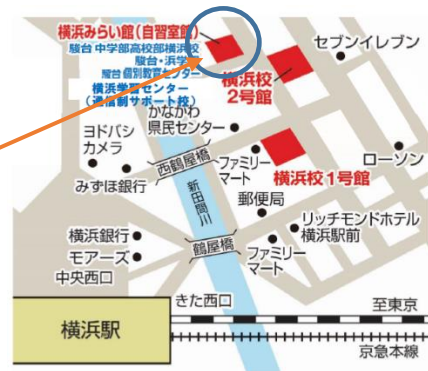 横浜みらい館(自習室館)
駿台 中学部高校部横浜校
駿台・浜学
駿台 個別教育センター
横浜学習センター
(通信制サポート校)
セブンイレブン
横浜校
2号館
かながわ
県民センター
ヨドバシ
カメラ
西鶴屋橋
ファミリー
マート
横浜校1号館
ローソン
みずほ銀行
新田間川
郵便局
リッチモンドホテル
横浜駅前
横浜銀行
モアーズ
鶴屋橋
ファミリー
マート
中央西口
きた西口
至東京
横浜駅
京急本線